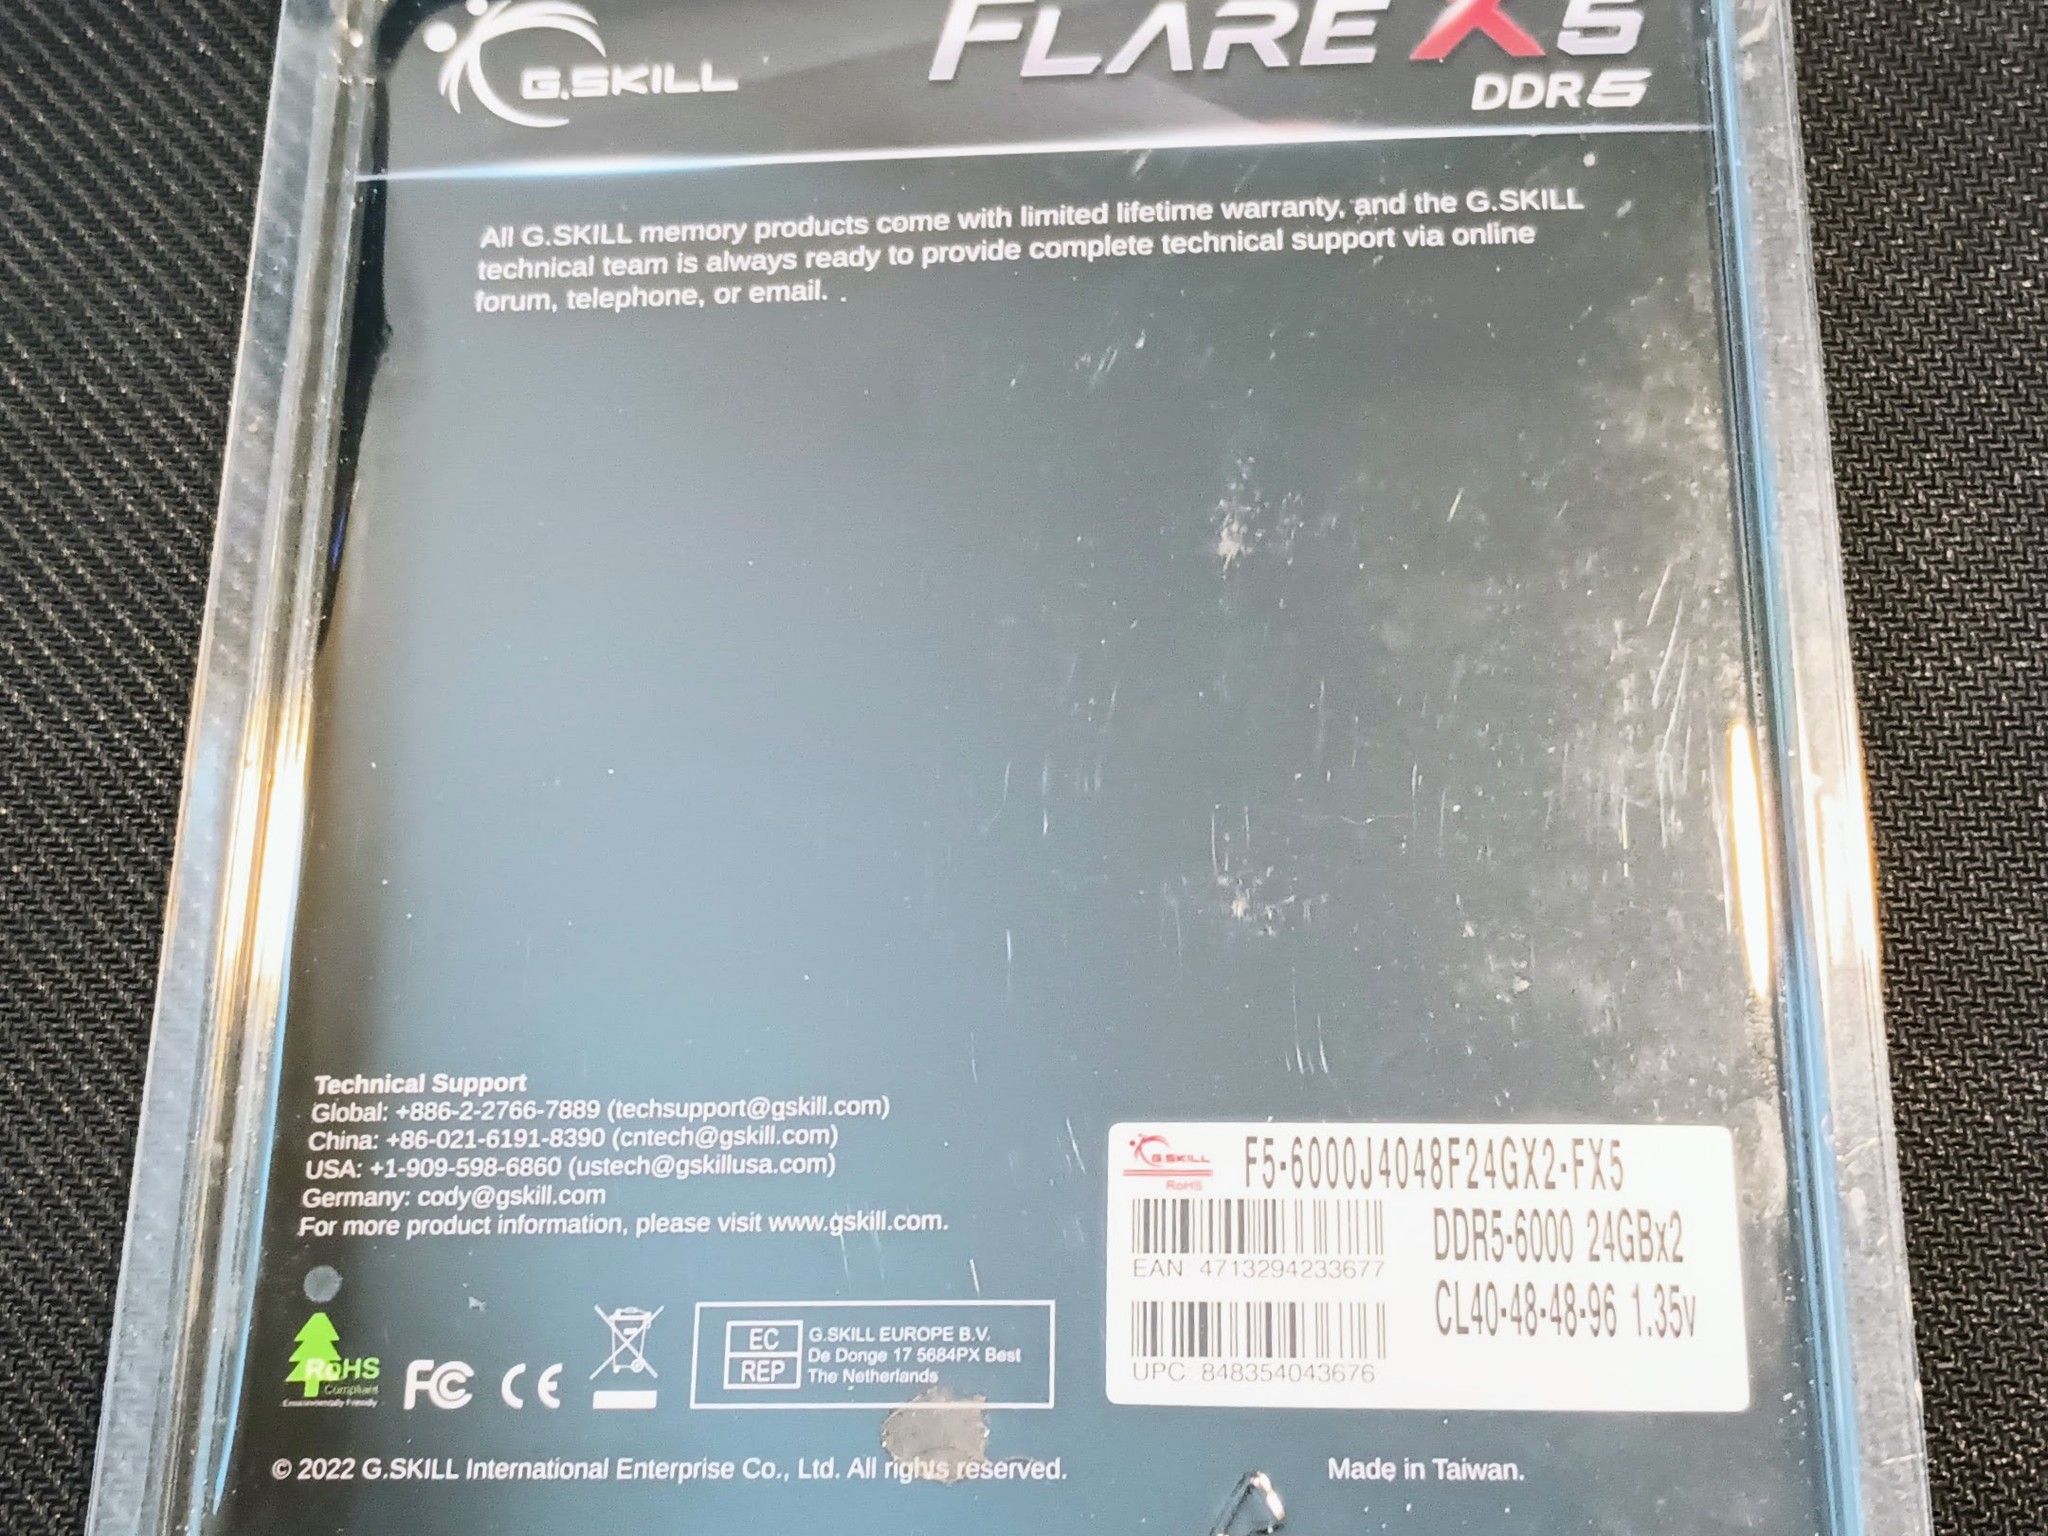 G.SKILL
FLARE X5
DDR5
All G.SKILL memory products come with limited lifetime warranty, and the G.SKILL
technical team is always ready to provide complete technical support via online
forum, telephone, or email. .
Technical Support
Global: +886-2-2766-7889 (techsupport@gskill.com)
China: +86-021-6191-8390 (cntech@gskill.com)
USA: +1-909-598-6860 (ustech@gskillusa.com)
Germany: cody@gskill.com
For more product information, please visit www.gskill.com.
RoHS
Compliant
Environmentally Friendly
FC
CE
EC
REP
G.SKILL EUROPE B.V.
De Donge 17 5684PX Best
The Netherlands
G.SKILL
RoHS
F5-6000J4048F24GX2-FX5
DDR5-6000 24GBx2
CL40-48-48-96 1.35v
EAN 4713294233677
UPC 848354043676
© 2022 G.SKILL International Enterprise Co., Ltd. All rights reserved.
Made in Taiwan.